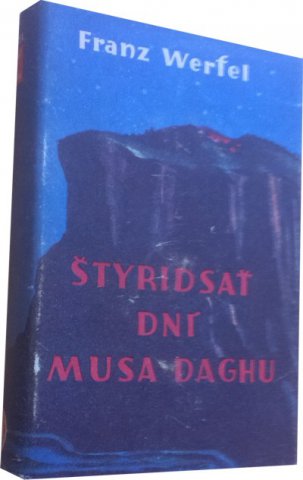 Franz Werfel
ŠTYRIDSAŤ
DNÍ
MUSA DAGHU